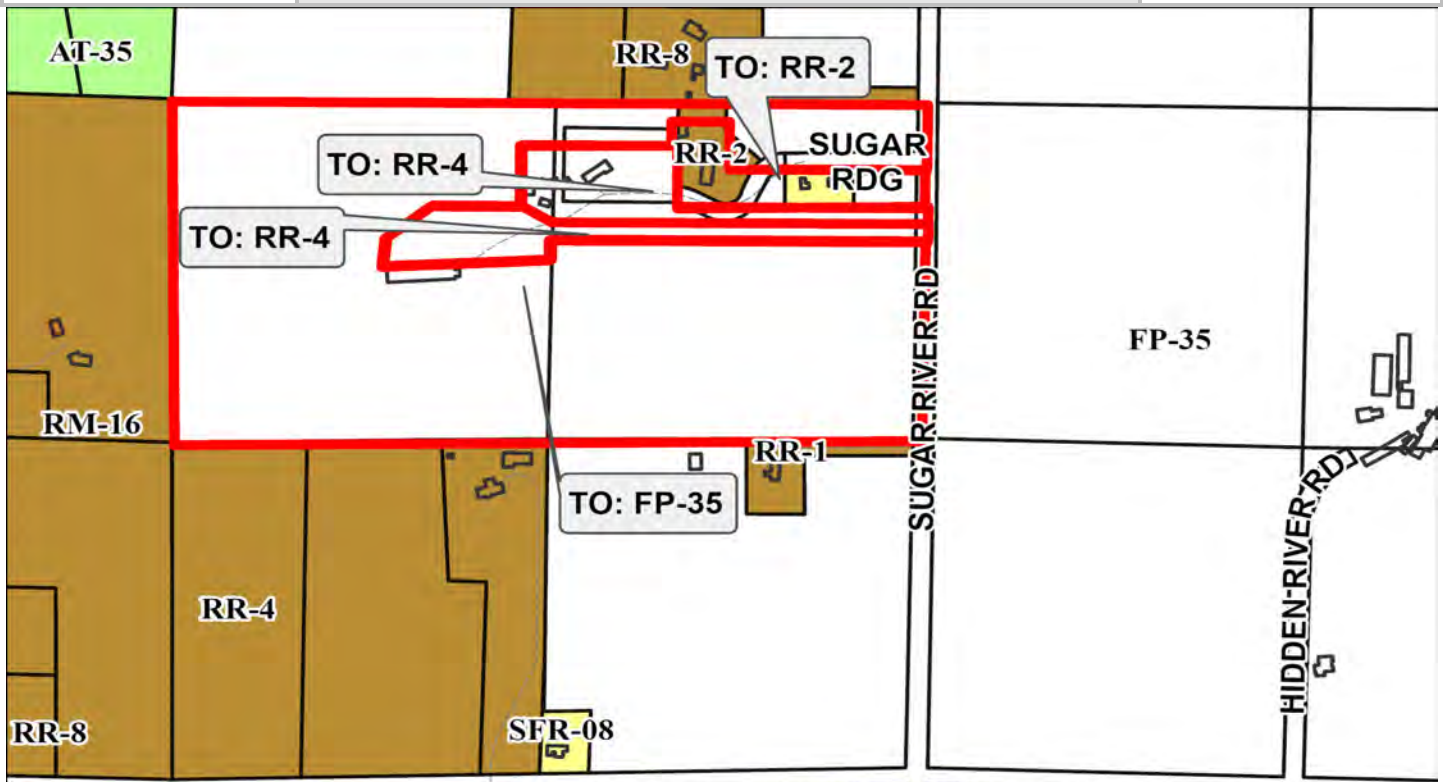 AT-35
RR-8
TO: RR-2
SUGAR
RDG
RR-2
TO: RR-4
TO: RR-4
SUGAR RIVER RD
FP-35
RM-16
RR-1
TO: FP-35
HIDDEN RIVER RD
RR-4
RR-8
SFR-08